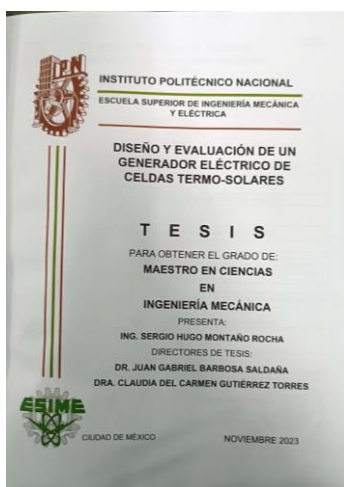 IPN
INSTITUTO POLITÉCNICO NACIONAL
ESCUELA SUPERIOR DE INGENIERÍA MECÁNICA
Y ELÉCTRICA
DISEÑO Y EVALUACIÓN DE UN
GENERADOR ELÉCTRICO DE
CELDAS TERMO-SOLARES
T E S I S
PARA OBTENER EL GRADO DE:
MAESTRO EN CIENCIAS
EN
INGENIERÍA MECÁNICA
PRESENTA:
ING. SERGIO HUGO MONTAÑO ROCHA
DIRECTORES DE TESIS:
DR. JUAN GABRIEL BARBOSA SALDAÑA
DRA. CLAUDIA DEL CARMEN GUTIÉRREZ TORRES
ESIME
CIUDAD DE MÉXICO NOVIEMBRE 2023